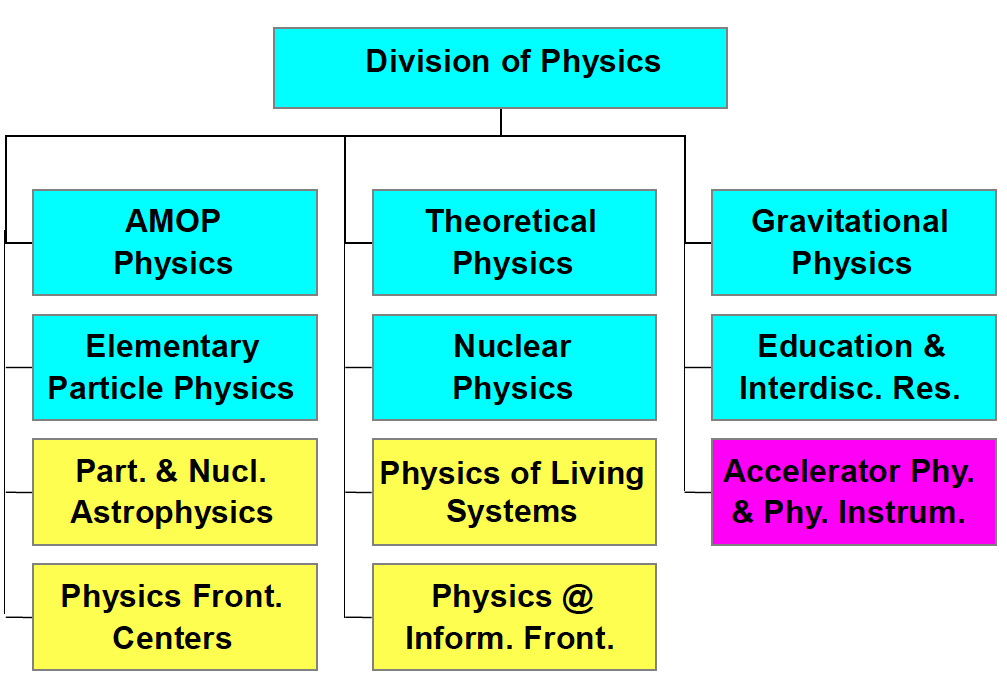 Division of Physics
AMOP
Physics
Theoretical
Physics
Gravitational
Physics
Elementary
Particle Physics
Nuclear
Physics
Education &
Interdisc. Res.
Part. & Nucl.
Astrophysics
Physics of Living
Systems
Accelerator Phy.
& Phy. Instrum.
Physics Front.
Centers
Physics @
Inform. Front.